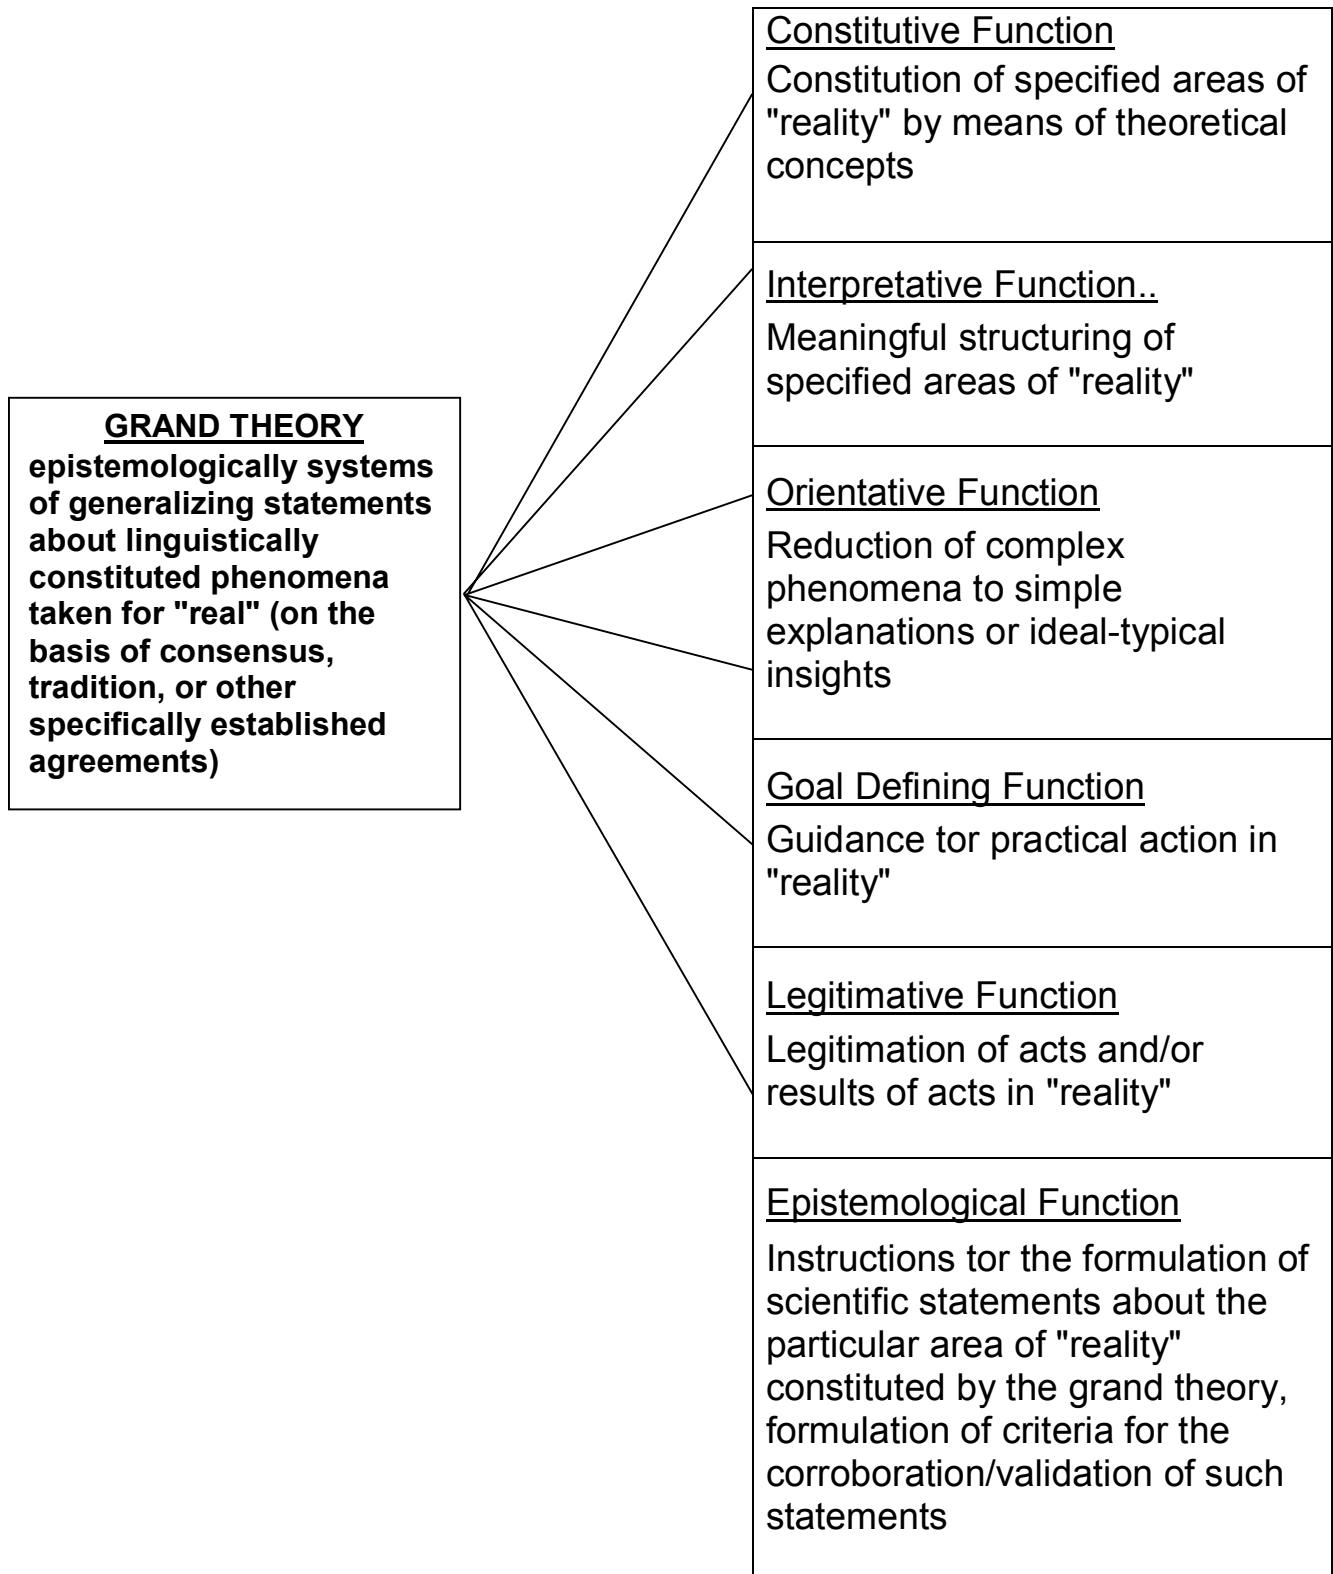 GRAND THEORY
epistemologically systems
of generalizing statements
about linguistically
constituted phenomena
taken for "real" (on the
basis of consensus,
tradition, or other
specifically established
agreements)
Constitutive Function
Constitution of specified areas of
"reality" by means of theoretical
concepts
Interpretative Function..
Meaningful structuring of
specified areas of "reality"
Orientative Function
Reduction of complex
phenomena to simple
explanations or ideal-typical
insights
Goal Defining Function
Guidance tor practical action in
"reality"
Legitimative Function
Legitimation of acts and/or
results of acts in "reality"
Epistemological Function
Instructions tor the formulation of
scientific statements about the
particular area of "reality"
constituted by the grand theory,
formulation of criteria for the
corroboration/validation of such
statements